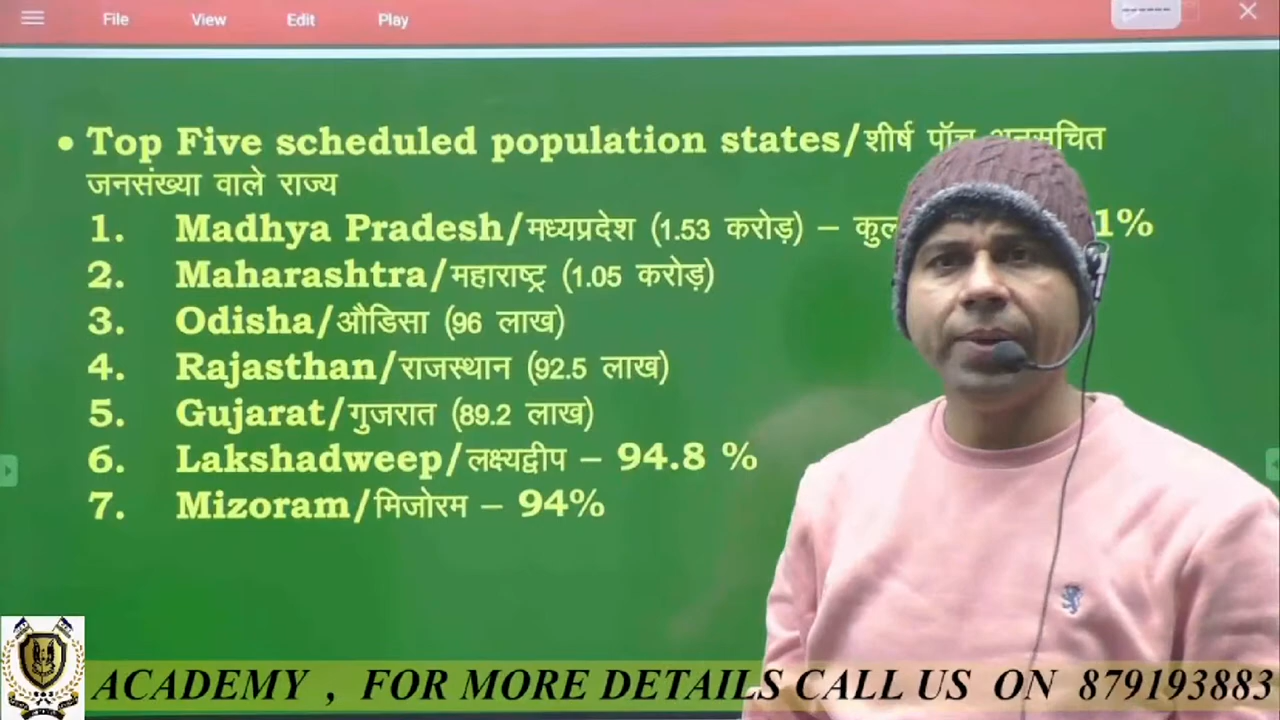 File View Edit Play
• Top Five scheduled population states/शीर्ष पॉच अनुसूचित
जनसंख्या वाले राज्य
1. Madhya Pradesh/मध्यप्रदेश (1.53 करोड़) – 1%
2. Maharashtra/महाराष्ट्र (1.05 करोड़)
3. Odisha/औडिसा (96 लाख)
4. Rajasthan/राजस्थान (92.5 लाख)
5. Gujarat/गुजरात (89.2 लाख)
6. Lakshadweep/लक्ष्यद्वीप – 94.8 %
7. Mizoram/मिजोरम – 94%
ACADEMY , FOR MORE DETAILS CALL US ON 879193883